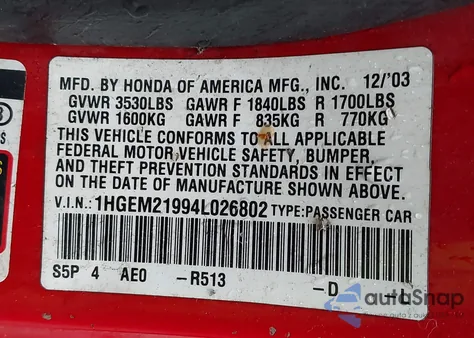 MFD. BY HONDA OF AMERICA MFG., INC. 12/'03
GVWR 3530LBS GAWR F 1840LBS R 1700LBS
GVWR 1600KG GAWR F 835KG R 770KG
THIS VEHICLE CONFORMS TO ALL APPLICABLE
FEDERAL MOTOR VEHICLE SAFETY, BUMPER,
AND THEFT PREVENTION STANDARDS IN EFFECT
ON THE DATE OF MANUFACTURE SHOWN ABOVE.
V.I.N.: 1HGEM21994L026802 TYPE:PASSENGER CAR
S5P 4 AE0 -R513 -D
autoSnap